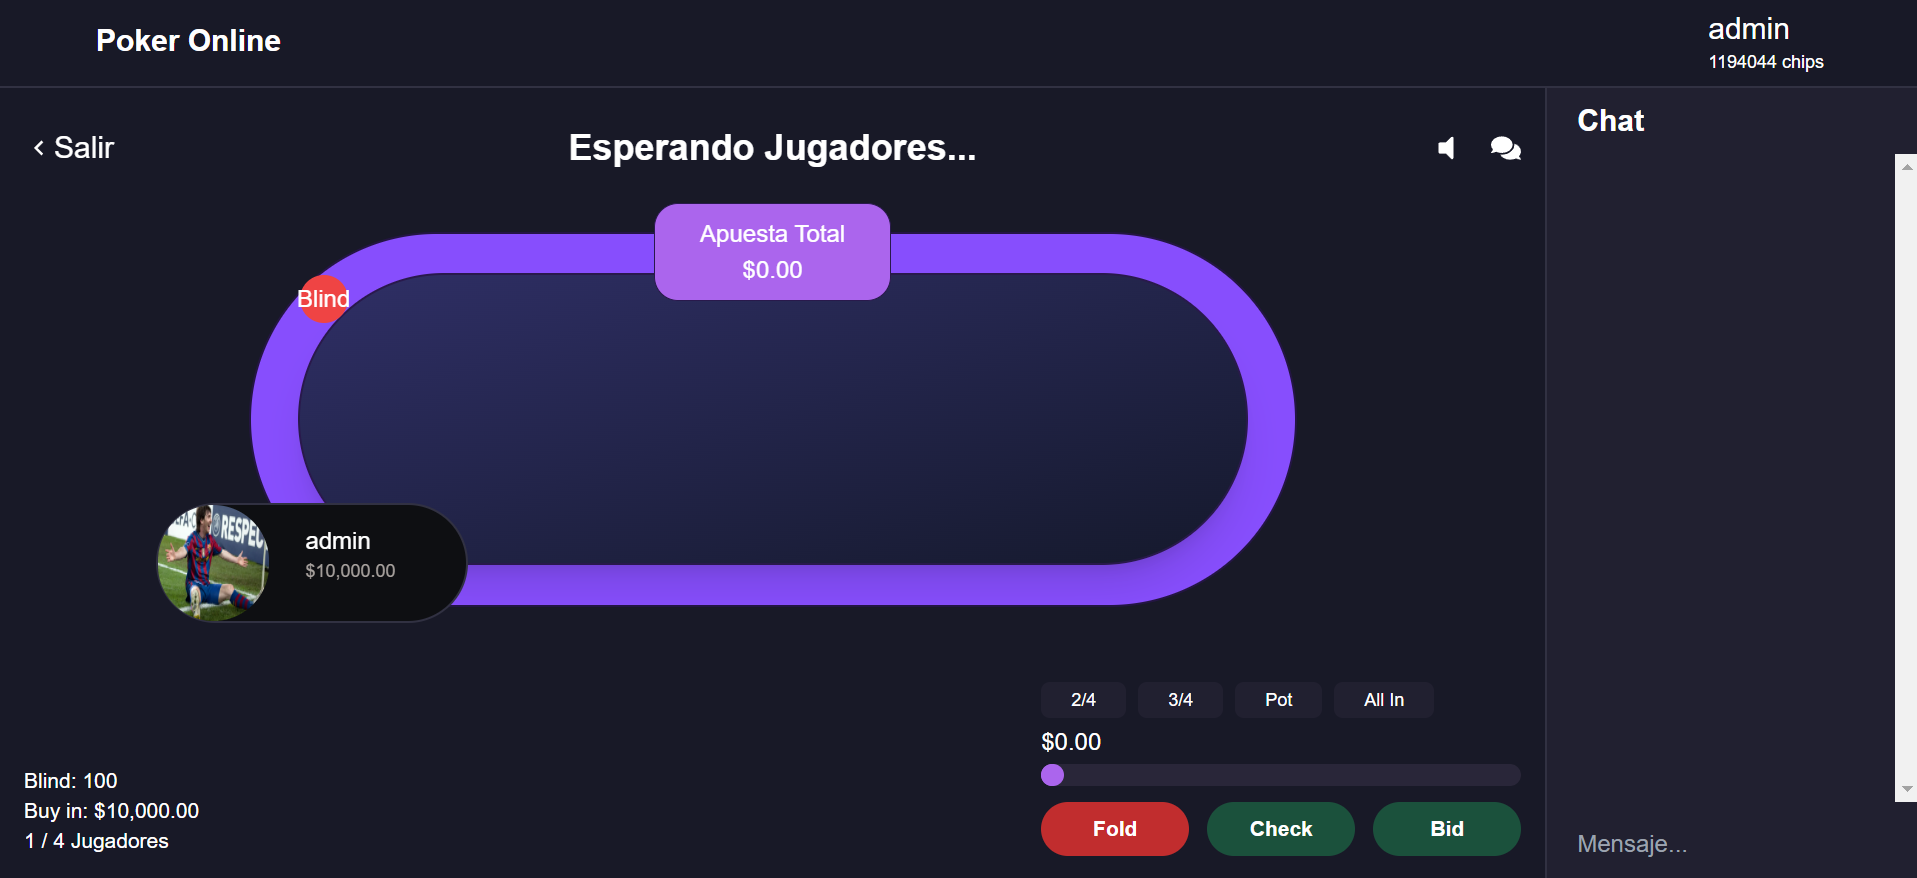 Poker Online
admin
1194044 chips
Salir
Esperando Jugadores...
Chat
Apuesta Total
$0.00
Blind
RESPEC
admin
$10,000.00
2/4
3/4
Pot
All In
$0.00
Blind: 100
Buy in: $10,000.00
1 / 4 Jugadores
Fold
Check
Bid
Mensaje...